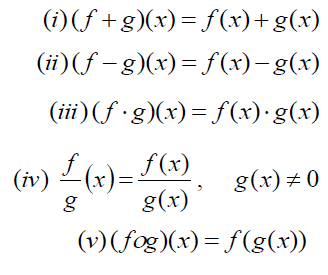 (i)(f+g)(x)=f(x)+g(x)
(ii)(f−g)(x)=f(x)−g(x)
(iii)(f·g)(x)=f(x)·g(x)
(iv) f/g (x)= f(x)/g(x) , g(x)≠0
(v)(fog)(x)=f(g(x))